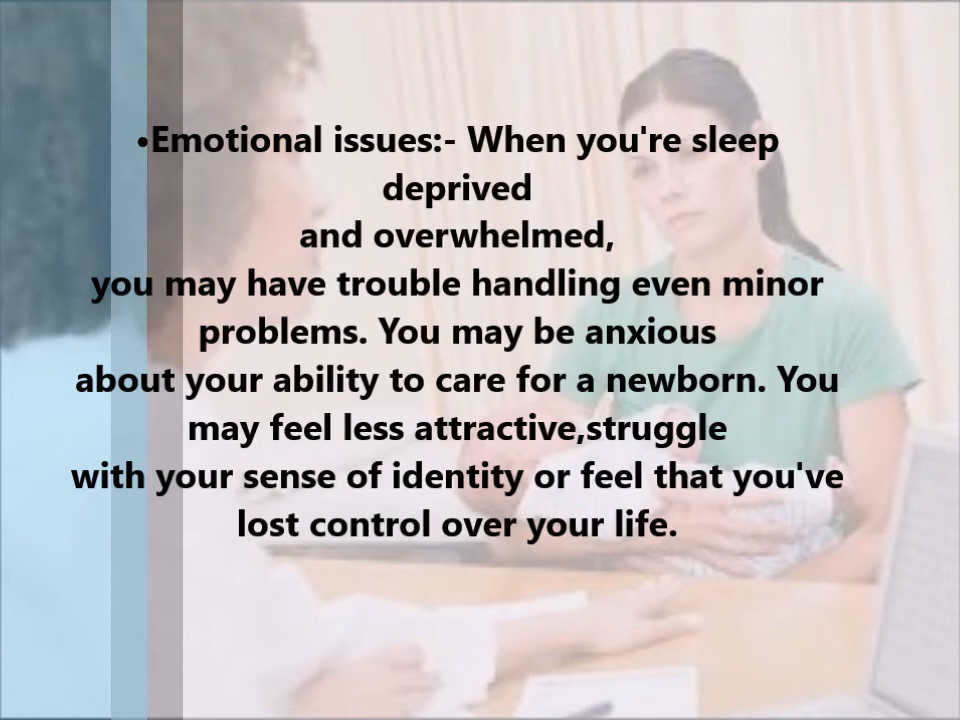 •Emotional issues:- When you're sleep
deprived
and overwhelmed,
you may have trouble handling even minor
problems. You may be anxious
about your ability to care for a newborn. You
may feel less attractive,struggle
with your sense of identity or feel that you've
lost control over your life.